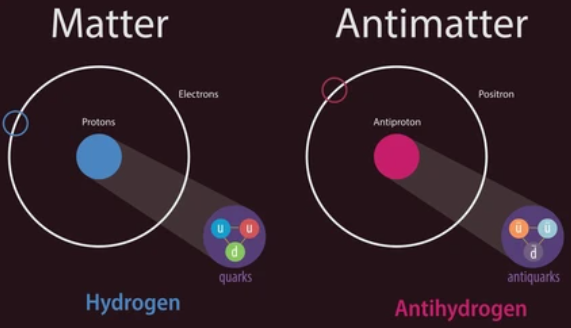 Matter
Electrons
Protons
u
u
d
quarks
Hydrogen
Antimatter
Positron
Antiproton
ū
ū
d̄
antiquarks
Antihydrogen